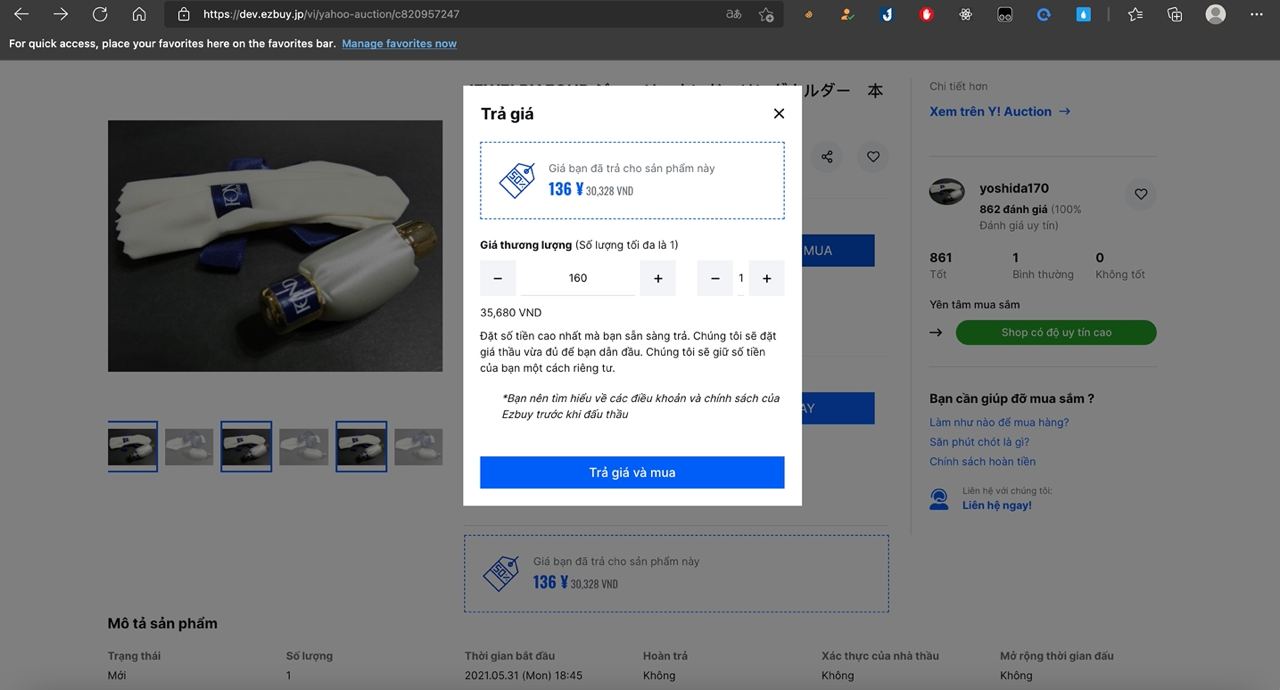 https://dev.ezbuy.jp/vi/yahoo-auction/c820957247
For quick access, place your favorites here on the favorites bar. Manage favorites now
ルダー 本
Chi tiết hơn
Xem trên Y! Auction →
Trả giá
Giá bạn đã trả cho sản phẩm này
136 ¥ 30,328 VND
Giá thương lượng (Số lượng tối đa là 1)
− 160 + − 1 +
35,680 VND
Đặt số tiền cao nhất mà bạn sẵn sàng trả. Chúng tôi sẽ đặt
giá thầu vừa đủ để bạn dẫn đầu. Chúng tôi sẽ giữ số tiền
của bạn một cách riêng tư.
*Bạn nên tìm hiểu về các điều khoản và chính sách của
Ezbuy trước khi đấu thầu
Trả giá và mua
MUA
AY
yoshida170
862 đánh giá (100%
Đánh giá uy tín)
861 1 0
Tốt Bình thường Không tốt
Yên tâm mua sắm
→ Shop có độ uy tín cao
Bạn cần giúp đỡ mua sắm ?
Làm như nào để mua hàng?
Săn phút chót là gì?
Chính sách hoàn tiền
Liên hệ với chúng tôi:
Liên hệ ngay!
Giá bạn đã trả cho sản phẩm này
136 ¥ 30,328 VND
Mô tả sản phẩm
Trạng thái Số lượng Thời gian bắt đầu Hoàn trả Xác thực của nhà thầu Mở rộng thời gian đấu
Mới 1 2021.05.31 (Mon) 18:45 Không Không Không